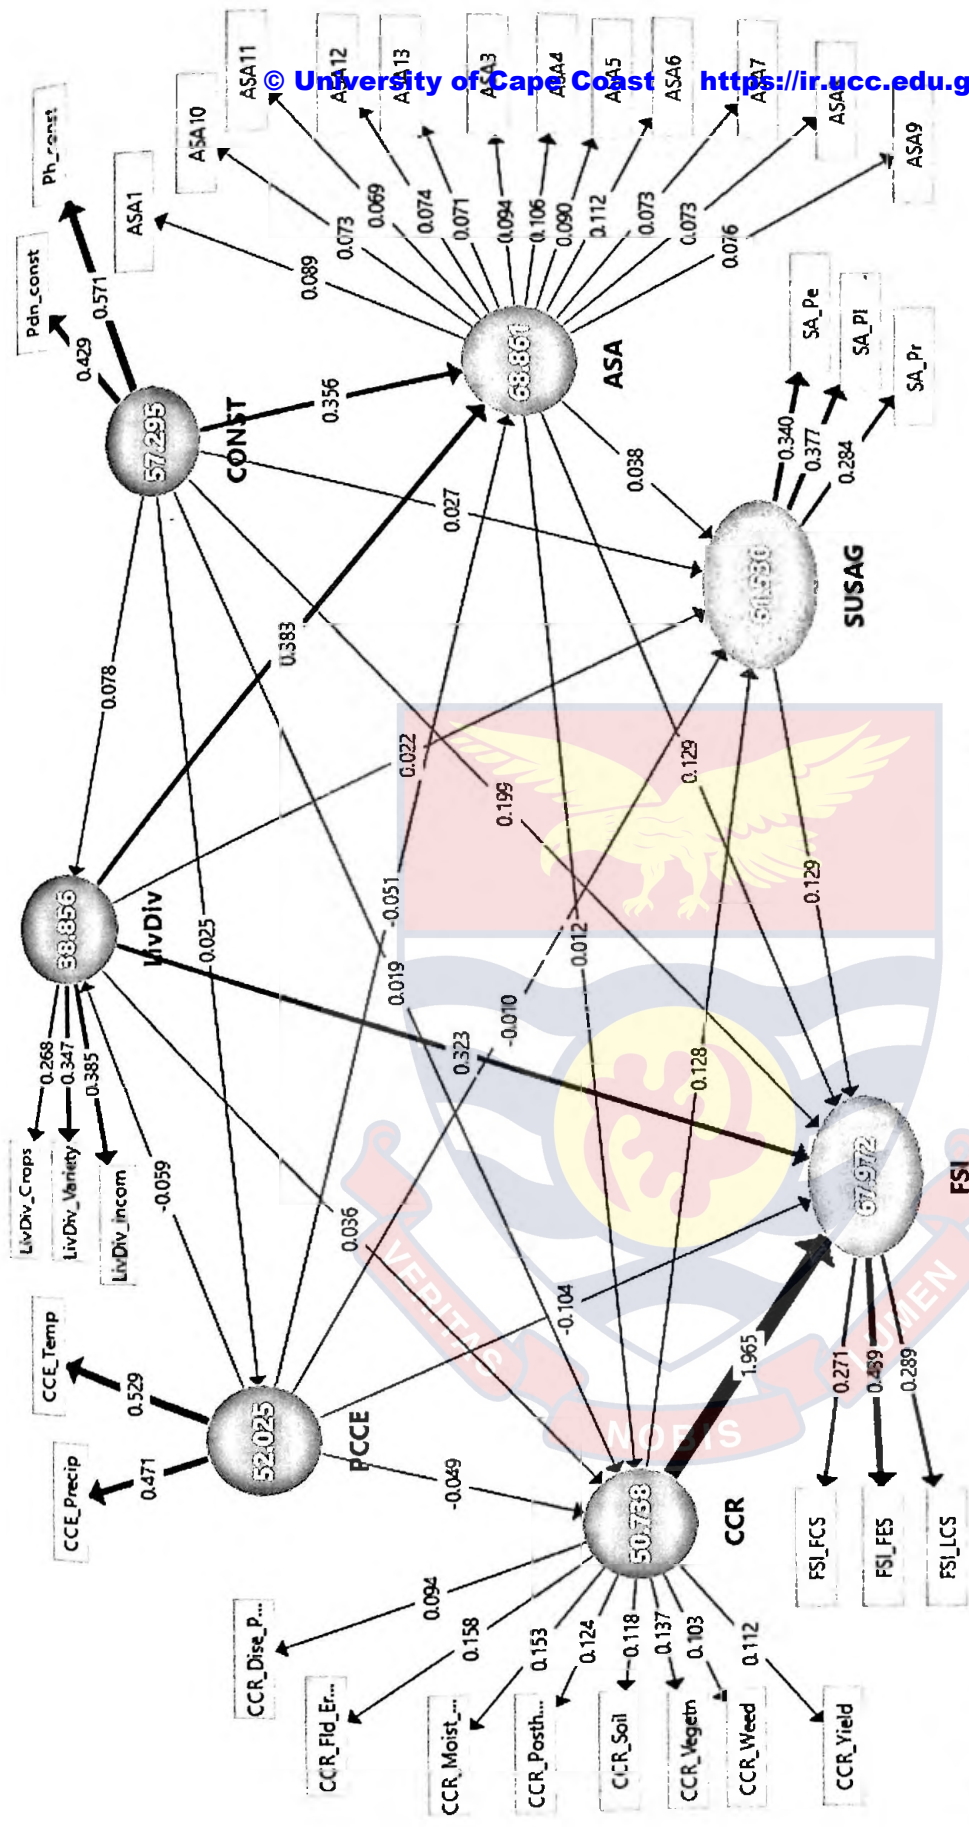 © University of Cape Coast https://ir.ucc.edu.g
CCE_Precip
CCE_Temp
0.471
0.529
52.025
PCCE
LivDiv_Crops
LivDiv_Variety
LivDiv_incom
0.268
0.347
0.385
38.856
LivDiv
Pdn_const
Ph_const
0.429
0.571
57.295
CONST
ASA1
ASA10
ASA11
ASA12
ASA13
ASA3
ASA4
ASA5
ASA6
ASA7
ASA
ASA9
0.089
0.073
0.069
0.074
0.071
0.094
0.106
0.090
0.112
0.073
0.073
0.076
68.861
ASA
-0.059
0.078
0.025
0.356
0.383
0.027
0.038
0.022
0.199
-0.051
0.019
-0.010
0.012
0.129
0.129
0.323
0.036
-0.104
-0.049
0.128
1.965
SA_Pe
SA_Pl
SA_Pr
0.340
0.377
0.284
61.530
SUSAG
CCR_Dise_P...
CCR_Fld_Er...
CCR_Moist_...
CCR_Posth...
CCR_Soil
CCR_Vegetn
CCR_Weed
CCR_Yield
0.094
0.158
0.153
0.124
0.118
0.137
0.103
0.112
50.738
CCR
FSI_FCS
FSI_FES
FSI_LCS
0.271
0.439
0.289
67.972
FSI
VERITAS
NOBIS
LUMEN